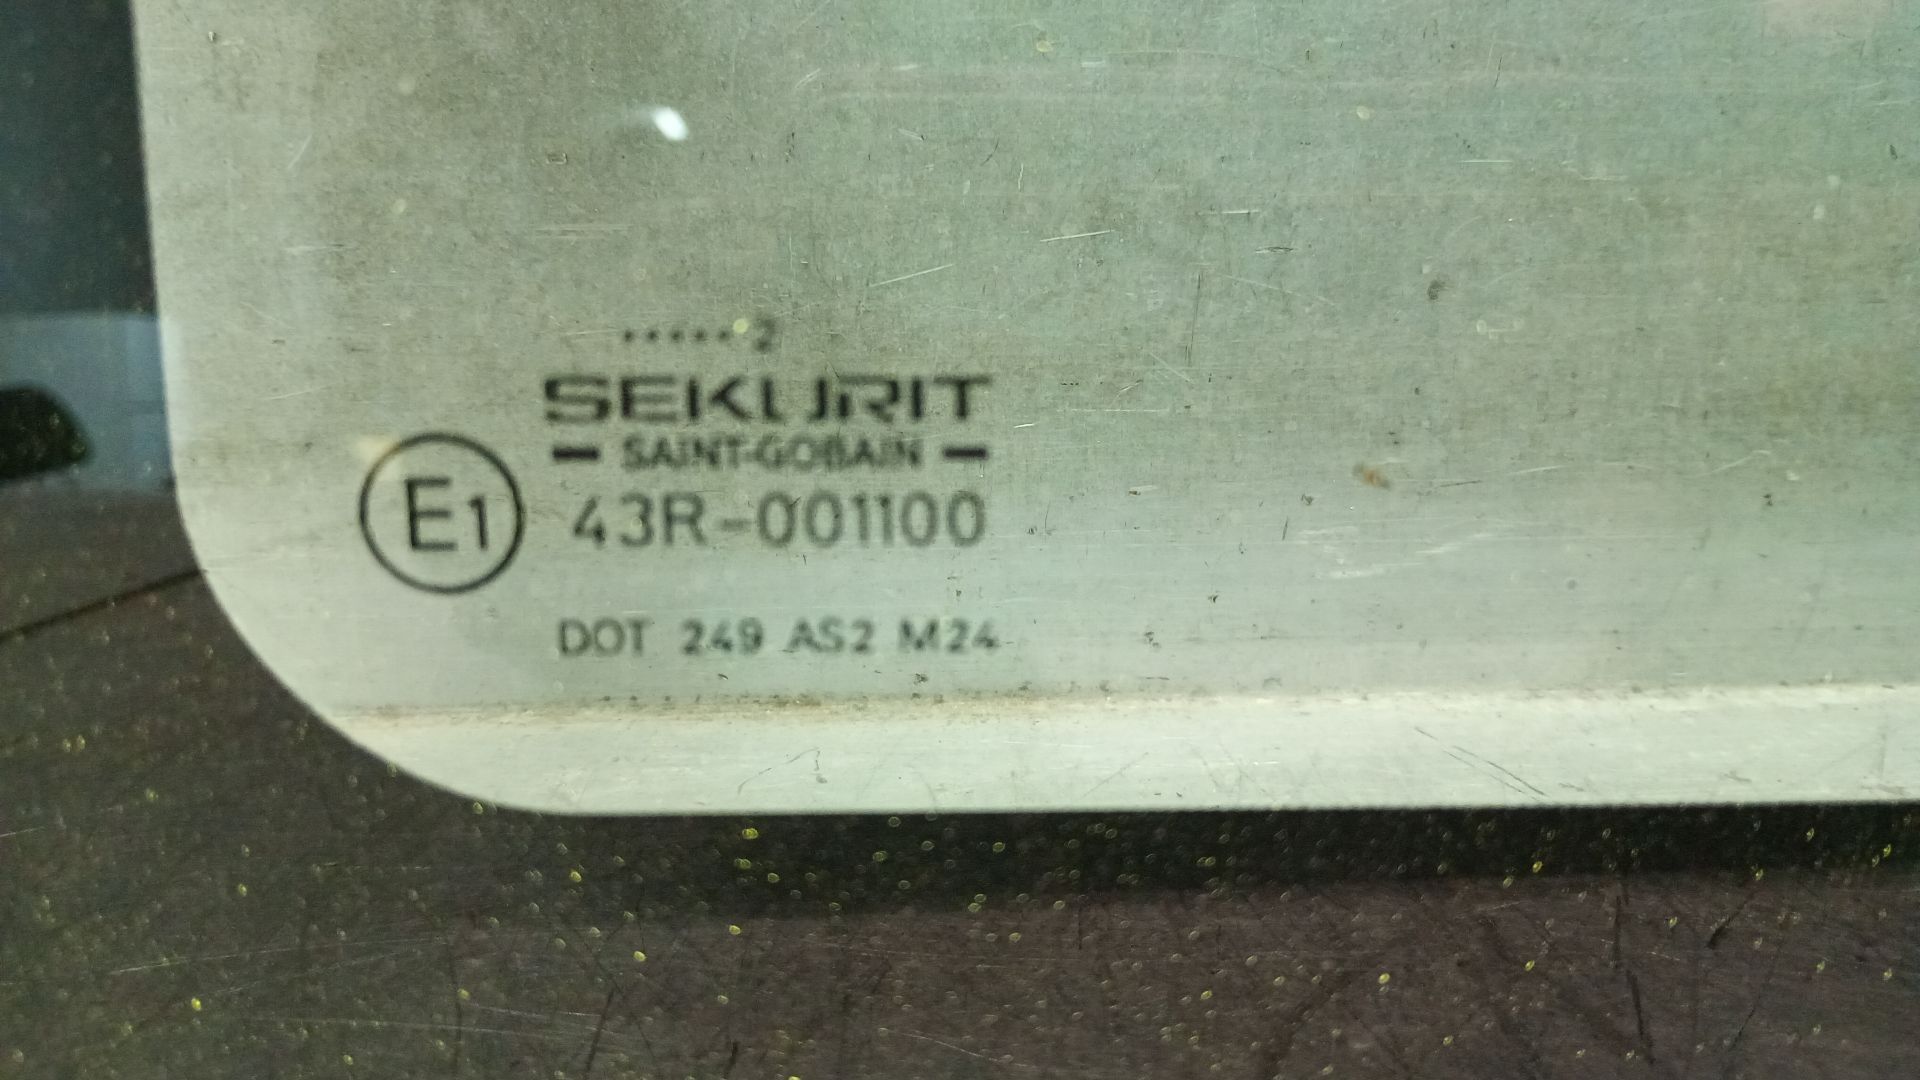 .....2
SEKURIT
SAINT-GOBAIN
E1 43R-001100
DOT 249 AS2 M24